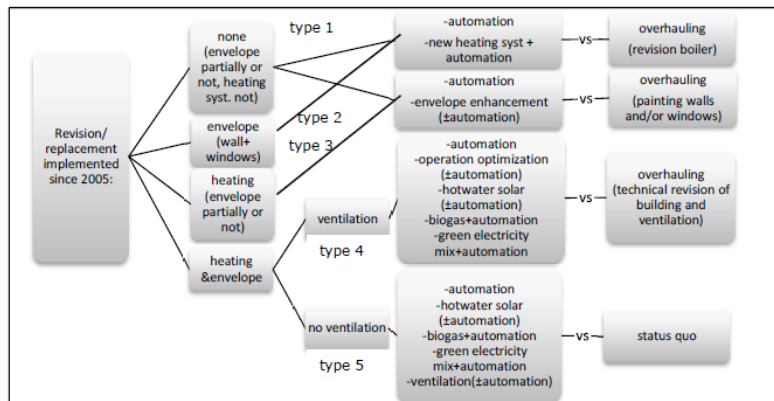 Revision/
replacement
implemented
since 2005:
none
(envelope
partially or
not, heating
syst. not)
envelope
(wall+
windows)
heating
(envelope
partially or
not)
heating
&envelope
type 1
type 2
type 3
ventilation
type 4
no ventilation
type 5
-automation
-new heating syst +
automation
vs
overhauling
(revision boiler)
-automation
-envelope enhancement
(±automation)
vs
overhauling
(painting walls
and/or windows)
-automation
-operation optimization
(±automation)
-hotwater solar
(±automation)
-biogas+automation
-green electricity
mix+automation
vs
overhauling
(technical revision of
building and
ventilation)
-automation
-hotwater solar
(±automation)
-biogas+automation
-green electricity
mix+automation
-ventilation(±automation)
vs
status quo